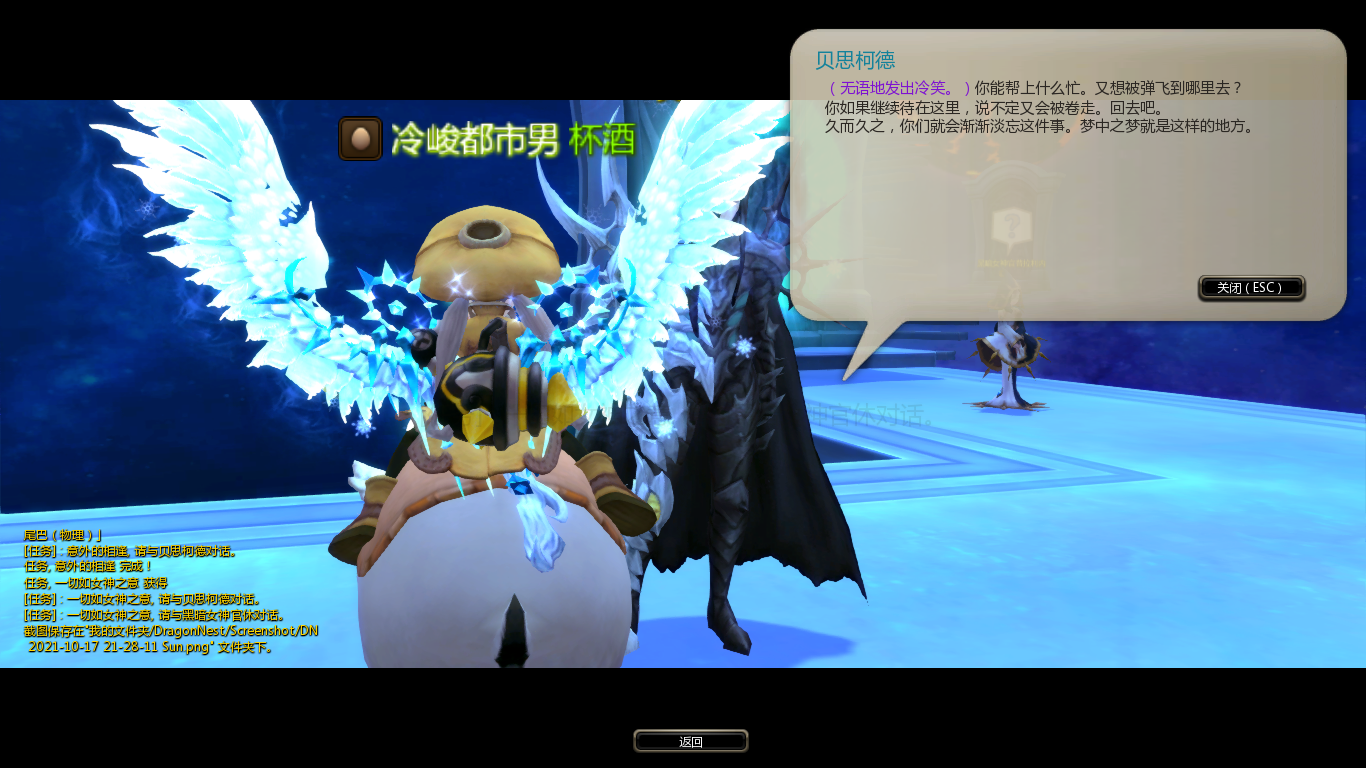 贝思柯德
（无语地发出冷笑。）你能帮上什么忙。又想被弹飞到哪里去？
你如果继续待在这里，说不定又会被卷走。回去吧。
久而久之，你们就会渐渐淡忘这件事。梦中之梦就是这样的地方。
冷峻都市男 杯酒
关闭（ESC）
神官休对话。
尾巴（物理）」
[任务]：意外的相逢, 请与贝思柯德对话。
任务, 意外的相逢 完成！
任务, 一切如女神之意 获得
[任务]：一切如女神之意, 请与贝思柯德对话。
[任务]：一切如女神之意, 请与黑暗女神官休对话。
截图保存在"我的文件夹/DragonNest/Screenshot/DN
2021-10-17 21-28-11 Sun.png" 文件夹下。
返回